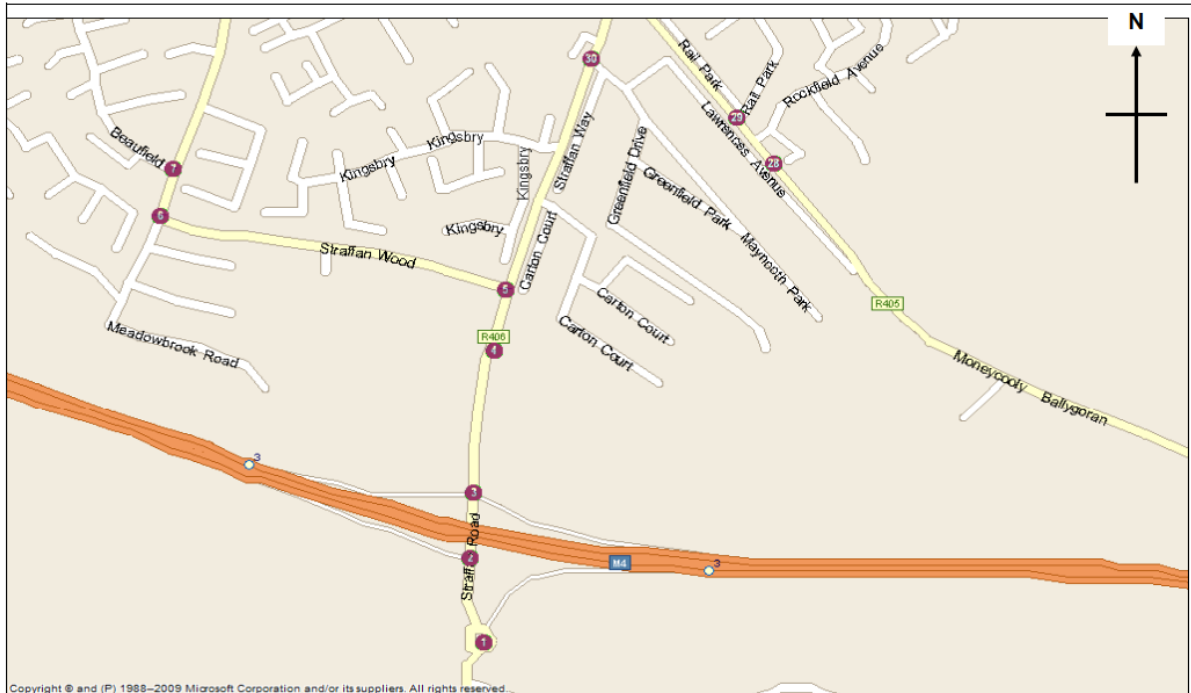 N
30
Rail Park
Rail Park
Rockfield Avenue
29
Lawrences Avenue
28
Straffan Way
Greenfield Drive
Beaufield
7
Kingsbry
Kingsbry
Kingsbry
Greenfield Park
Maynooth Park
6
Kingsbry
Straffan Wood
Carton Court
5
Carton Court
R405
Carton Court
R406
4
Meadowbrook Road
Moneycooly
Ballygoran
3
3
Straffan Road
2
M4
3
1
Copyright © and (P) 1988–2009 Microsoft Corporation and/or its suppliers. All rights reserved.